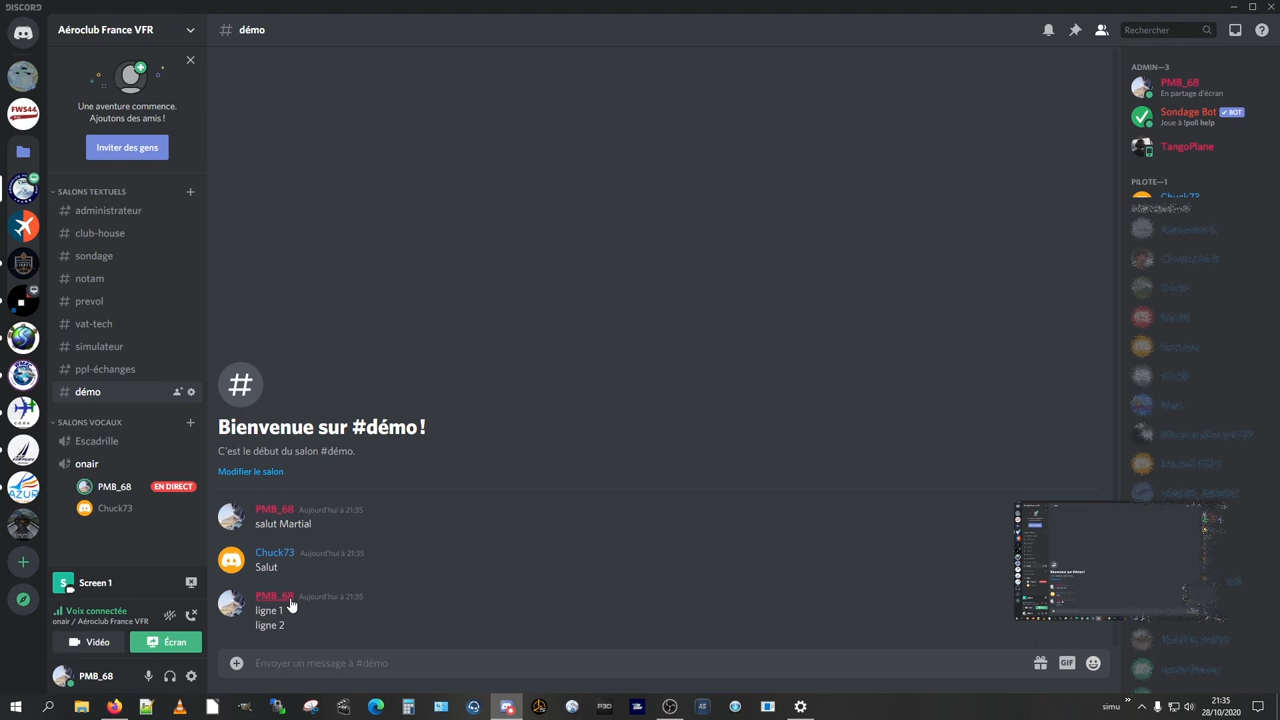 DISCORD
Aéroclub France VFR
Une aventure commence.
Ajoutons des amis !
Inviter des gens
FWS44
SALONS TEXTUELS
administrateur
club-house
sondage
notam
prevol
vat-tech
simulateur
ppl-échanges
démo
SALONS VOCAUX
Escadrille
onair
PMB_68 EN DIRECT
Chuck73
AZUR
S Screen 1
Voix connectée
onair / Aéroclub France VFR
Vidéo
Écran
PMB_68
démo
Bienvenue sur #démo !
C'est le début du salon #démo.
Modifier le salon
PMB_68 Aujourd'hui à 21:35
salut Martial
Chuck73 Aujourd'hui à 21:35
Salut
PMB_68 Aujourd'hui à 21:35
ligne 1
ligne 2
Envoyer un message à #démo
GIF
Rechercher
ADMIN—3
PMB_68
En partage d'écran
Sondage Bot BOT
Joue à !poll help
TangoPlane
PILOTE—1
Chuck73
P3D
simu
21:35
28/10/2020